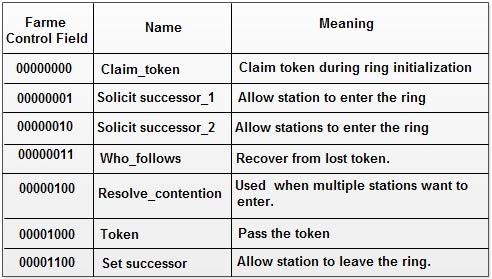 Farme Control Field Name Meaning
00000000 Claim_token Claim token during ring initialization
00000001 Solicit successor_1 Allow station to enter the ring
00000010 Solicit successor_2 Allow stations to enter the ring
00000011 Who_follows Recover from lost token.
00000100 Resolve_contention Used when multiple stations want to enter.
00001000 Token Pass the token
00001100 Set successor Allow station to leave the ring.